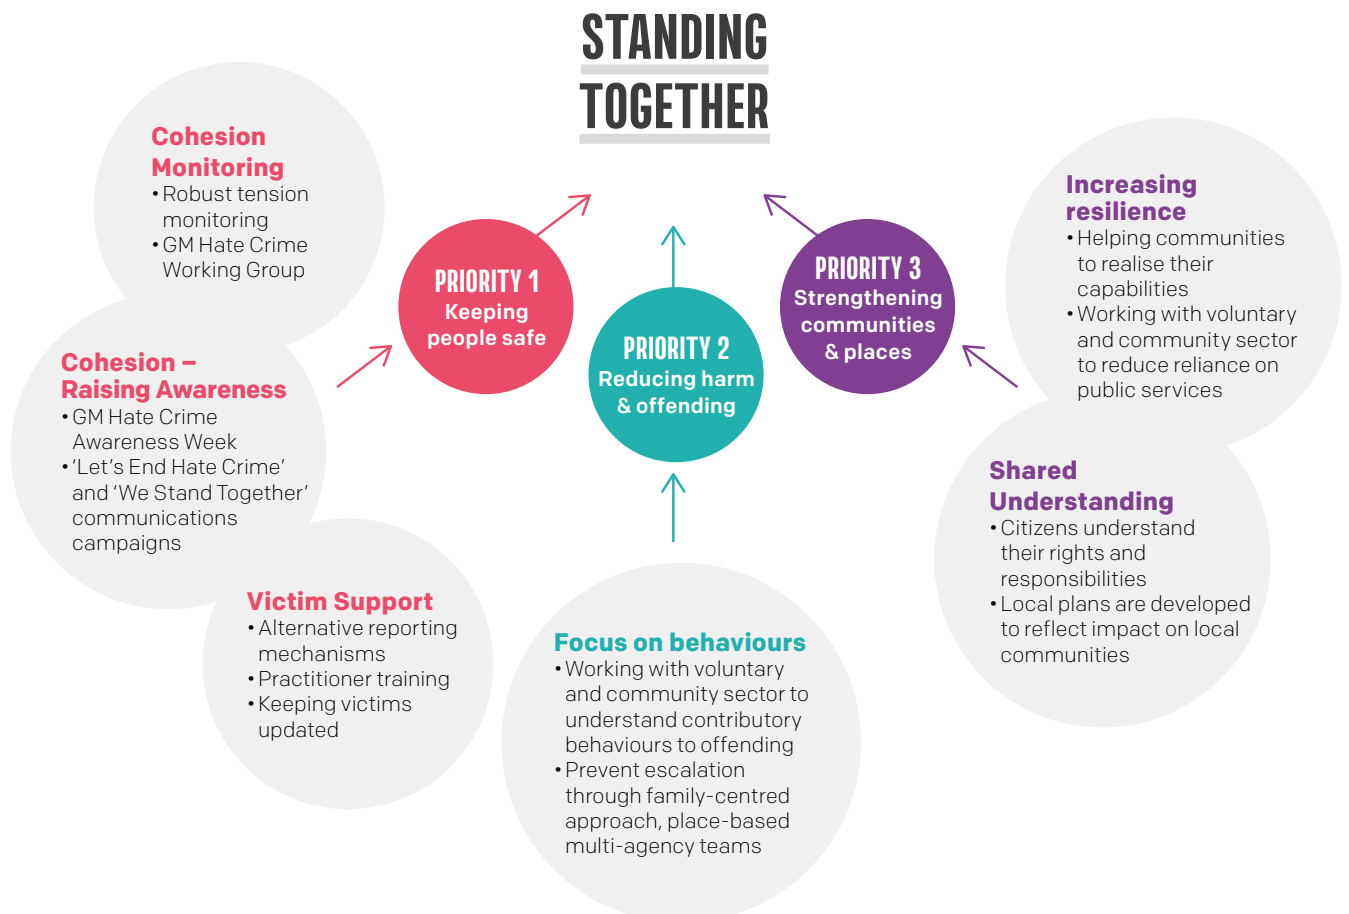 STANDING
TOGETHER
Cohesion
Monitoring
• Robust tension
monitoring
• GM Hate Crime
Working Group
Cohesion –
Raising Awareness
• GM Hate Crime
Awareness Week
• ‘Let’s End Hate Crime’
and ‘We Stand Together’
communications
campaigns
Victim Support
• Alternative reporting
mechanisms
• Practitioner training
• Keeping victims
updated
PRIORITY 1
Keeping
people safe
PRIORITY 2
Reducing harm
& offending
Focus on behaviours
• Working with voluntary
and community sector to
understand contributory
behaviours to offending
• Prevent escalation
through family-centred
approach, place-based
multi-agency teams
PRIORITY 3
Strengthening
communities
& places
Increasing
resilience
• Helping communities
to realise their
capabilities
• Working with voluntary
and community sector
to reduce reliance on
public services
Shared
Understanding
• Citizens understand
their rights and
responsibilities
• Local plans are developed
to reflect impact on local
communities